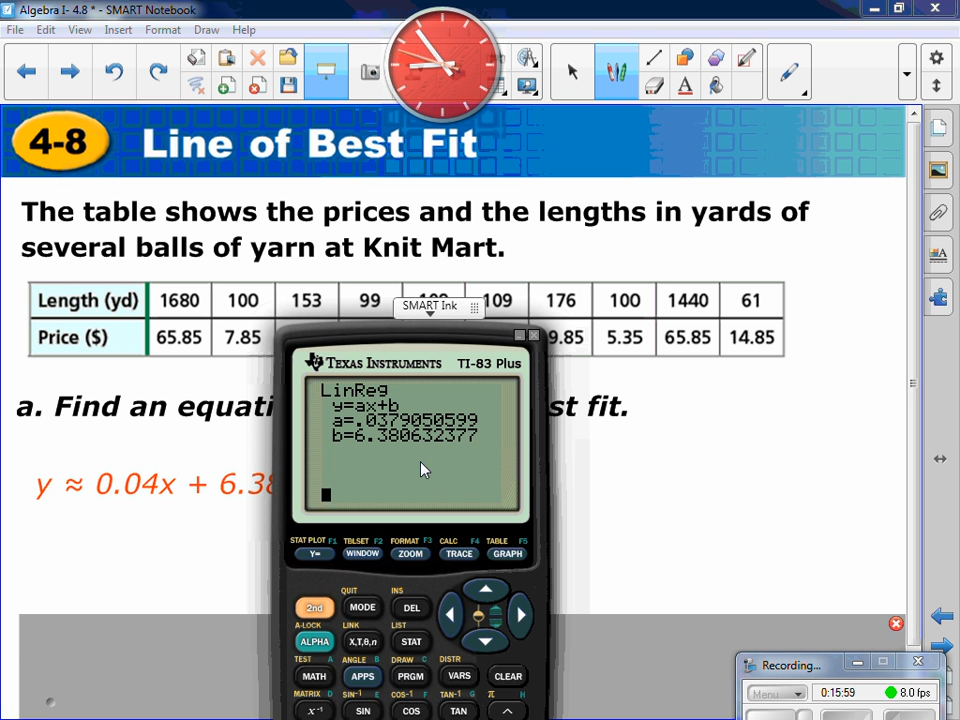 Algebra I- 4.8 * - SMART Notebook
File Edit View Insert Format Draw Help
4-8 Line of Best Fit
The table shows the prices and the lengths in yards of
several balls of yarn at Knit Mart.
Length (yd) 1680 100 153 99 109 176 100 1440 61
SMART Ink
Price ($) 65.85 7.85 9.85 5.35 65.85 14.85
TEXAS INSTRUMENTS TI-83 Plus
LinReg
y=ax+b
a. Find an equati st fit.
a=.0379050599
b=6.380632377
y ≈ 0.04x + 6.38
STAT PLOT F1 TBLSET F2 FORMAT F3 CALC F4 TABLE F5
Y= WINDOW ZOOM TRACE GRAPH
QUIT INS
2nd MODE DEL
A-LOCK LINK LIST
ALPHA X,T,θ,n STAT
TEST A ANGLE B DRAW C DISTR
MATH APPS PRGM VARS CLEAR
MATRIX D SIN⁻¹ E COS⁻¹ F TAN⁻¹ G π H
x⁻¹ SIN COS TAN ^
Recording...
Menu 0:15:59 8.0 fps